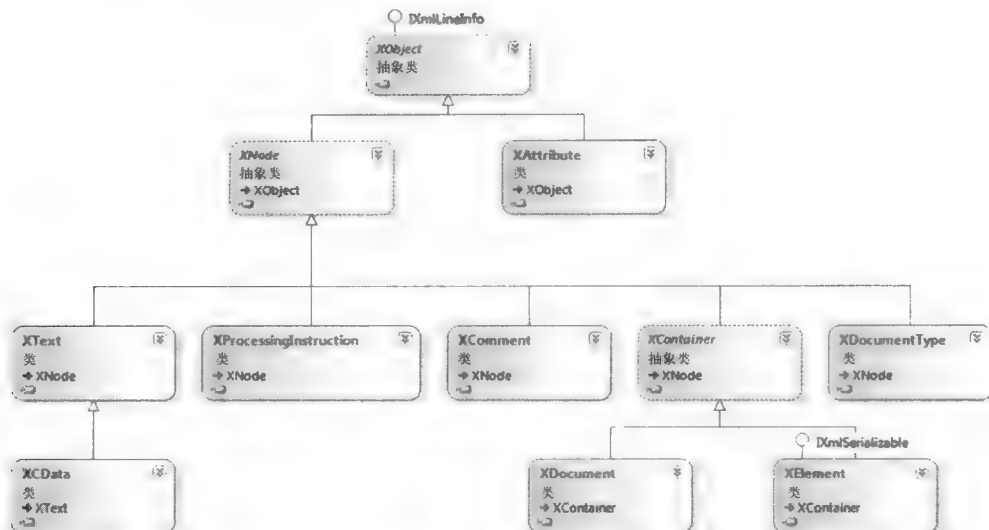 IXmlLineInfo
XObject
抽象类
XNode
抽象类
XObject
XAttribute
类
XObject
XText
类
XNode
XProcessingInstruction
类
XNode
XComment
类
XNode
XContainer
抽象类
XNode
XDocumentType
类
XNode
XCData
类
XText
XDocument
类
XContainer
IXmlSerializable
XElement
类
XContainer